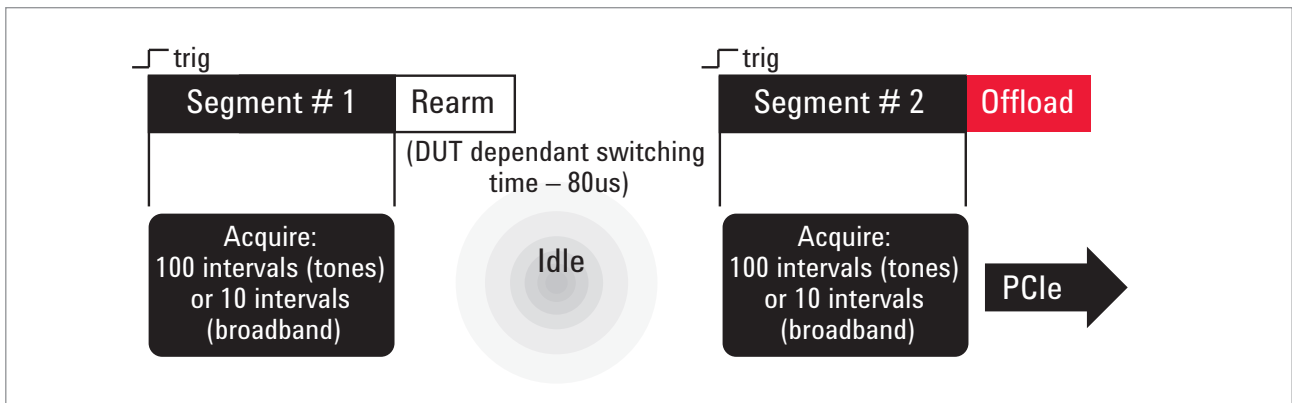 trig
Segment # 1
Rearm
(DUT dependant switching
time – 80us)
trig
Segment # 2
Offload
Acquire:
100 intervals (tones)
or 10 intervals
(broadband)
Idle
Acquire:
100 intervals (tones)
or 10 intervals
(broadband)
PCIe